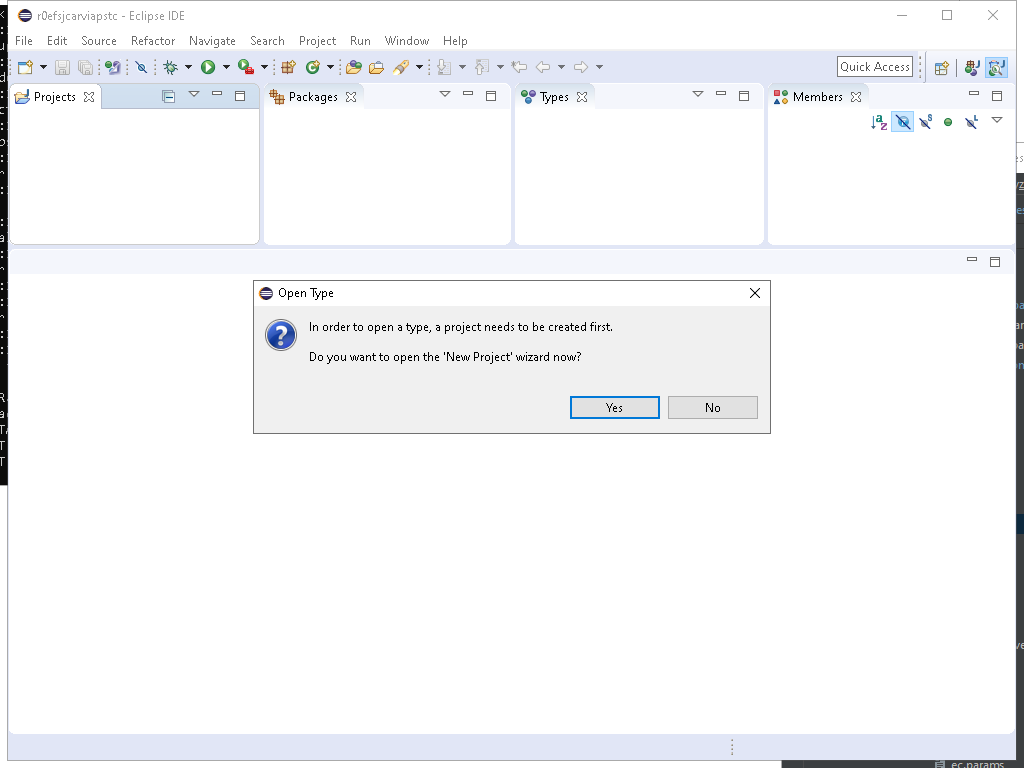 r0efsjcarviapstc - Eclipse IDE
File Edit Source Refactor Navigate Search Project Run Window Help
Quick Access
Projects Packages Types Members
Open Type
In order to open a type, a project needs to be created first.
Do you want to open the 'New Project' wizard now?
Yes No
ec.params